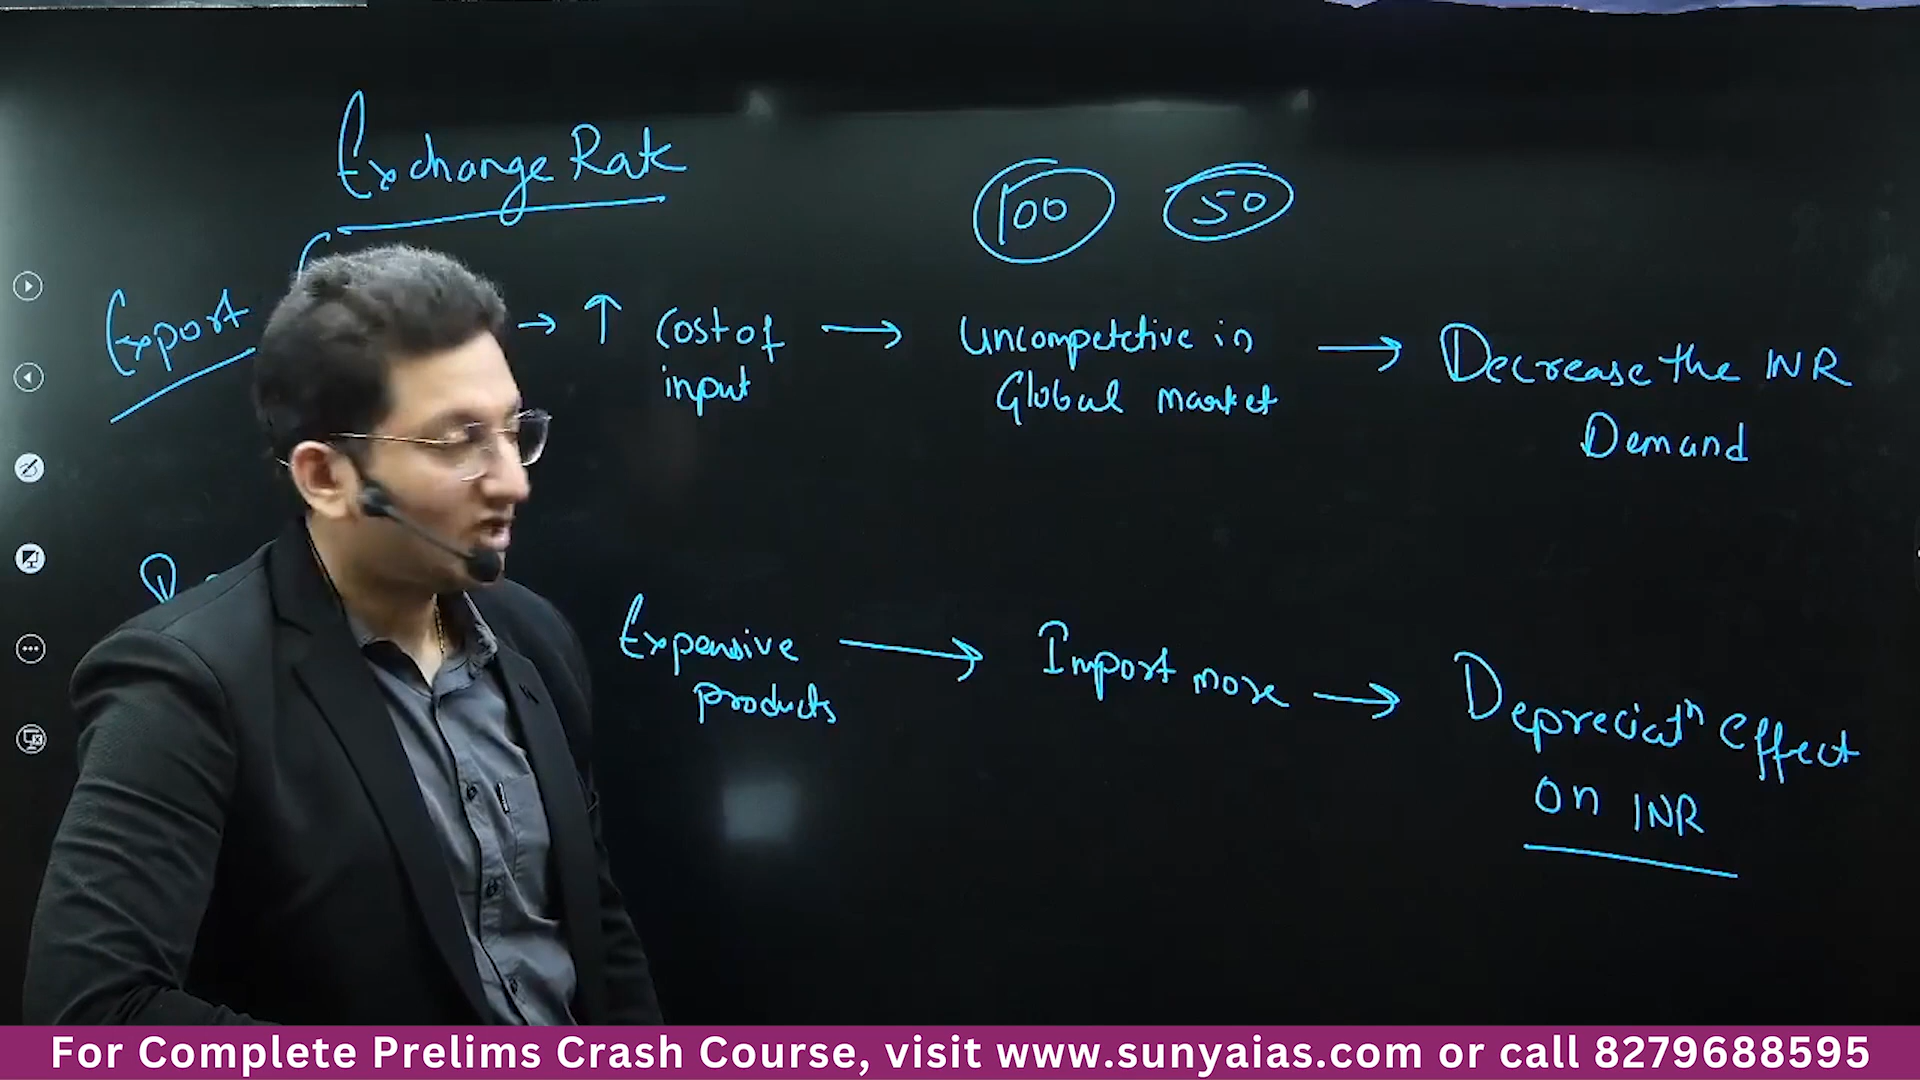 Exchange Rate
100 50
Export → ↑ Cost of → Uncompetetive in → Decrease the INR
input Global market Demand
Expensive → Import more → Depreciatn effect
products on INR
For Complete Prelims Crash Course, visit www.sunyaias.com or call 8279688595